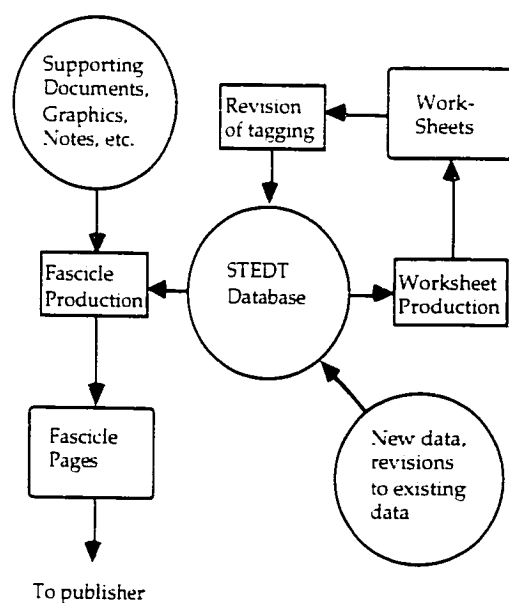 Supporting
Documents,
Graphics,
Notes, etc.
Revision
of tagging
Work-
Sheets
Fascicle
Production
STEDT
Database
Worksheet
Production
Fascicle
Pages
New data,
revisions
to existing
data
To publisher